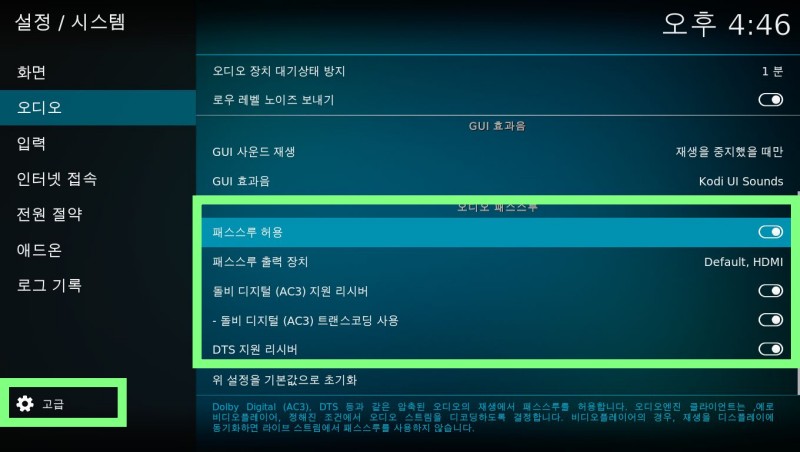 설정 / 시스템
오후 4:46
화면
오디오
입력
인터넷 접속
전원 절약
애드온
로그 기록
고급
오디오 장치 대기상태 방지 1 분
로우 레벨 노이즈 보내기
GUI 효과음
GUI 사운드 재생 재생을 중지했을 때만
GUI 효과음 Kodi UI Sounds
오디오 패스스루
패스스루 허용
패스스루 출력 장치 Default, HDMI
돌비 디지털 (AC3) 지원 리시버
- 돌비 디지털 (AC3) 트랜스코딩 사용
DTS 지원 리시버
위 설정을 기본값으로 초기화
Dolby Digital (AC3), DTS 등과 같은 압축된 오디오의 재생에서 패스스루를 허용합니다. 오디오엔진 클라이언트는 ,예로
비디오플레이어, 정해진 조건에서 오디오 스트림을 디코딩하도록 결정합니다. 비디오플레이어의 경우, 재생을 디스플레이에
동기화하면 라이브 스트림에서 패스스루를 사용하지 않습니다.